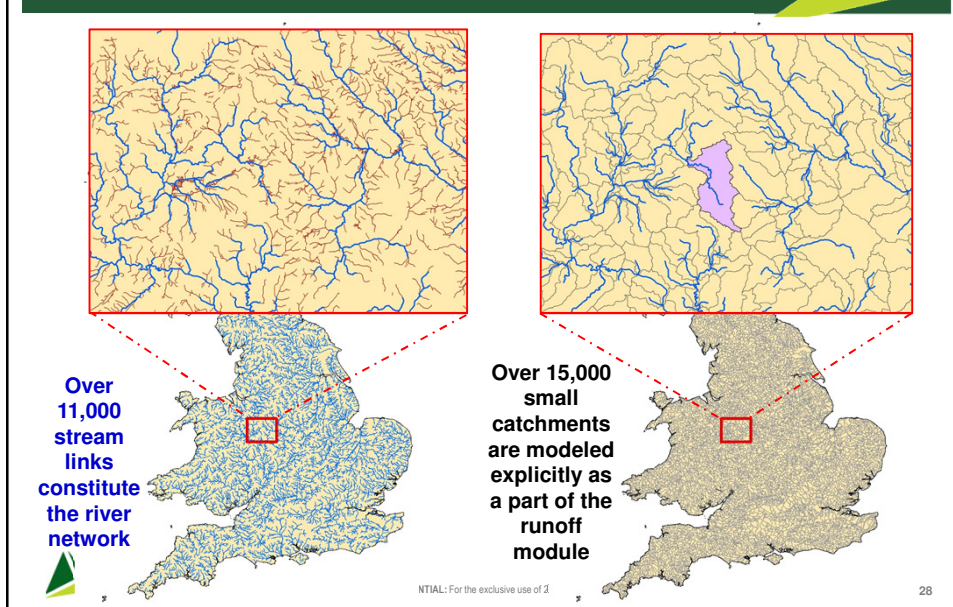 Over
11,000
stream
links
constitute
the river
network
Over 15,000
small
catchments
are modeled
explicitly as
a part of the
runoff
module
NTIAL: For the exclusive use of
28